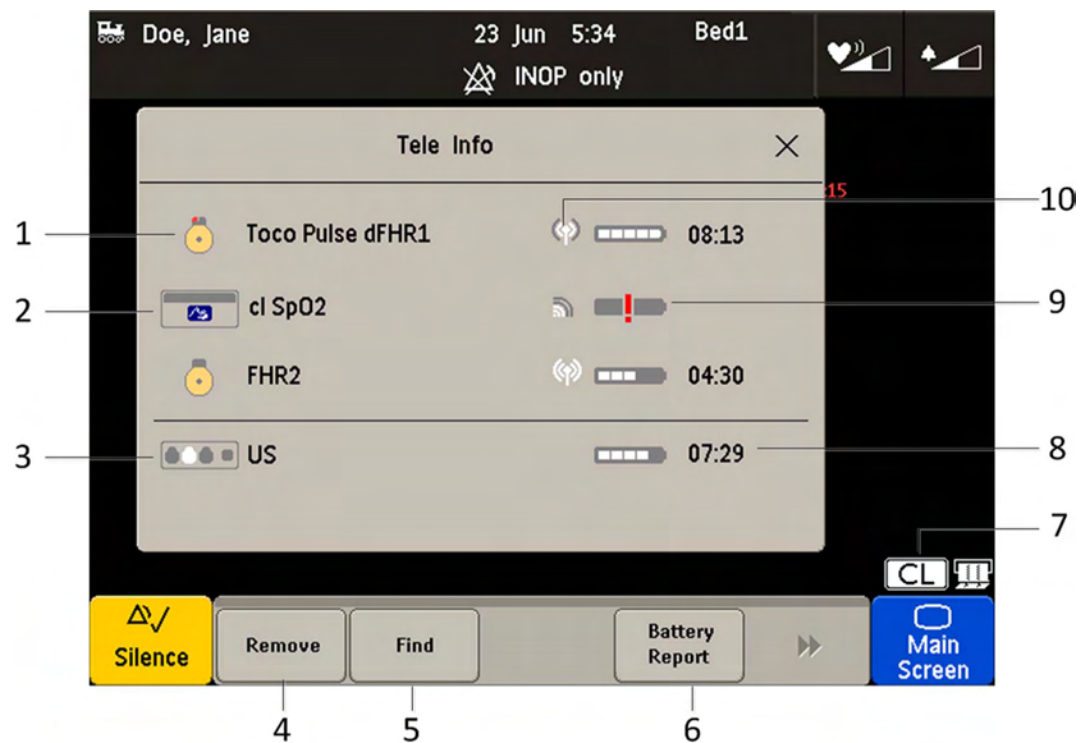 Doe, Jane 23 Jun 5:34 Bed1
INOP only
Tele Info
:15
10
1 Toco Pulse dFHR1 08:13
2 cl SpO2 9
FHR2 04:30
3 US 07:29 8
7
CL
Silence Remove Find Battery Report Main Screen
4 5 6